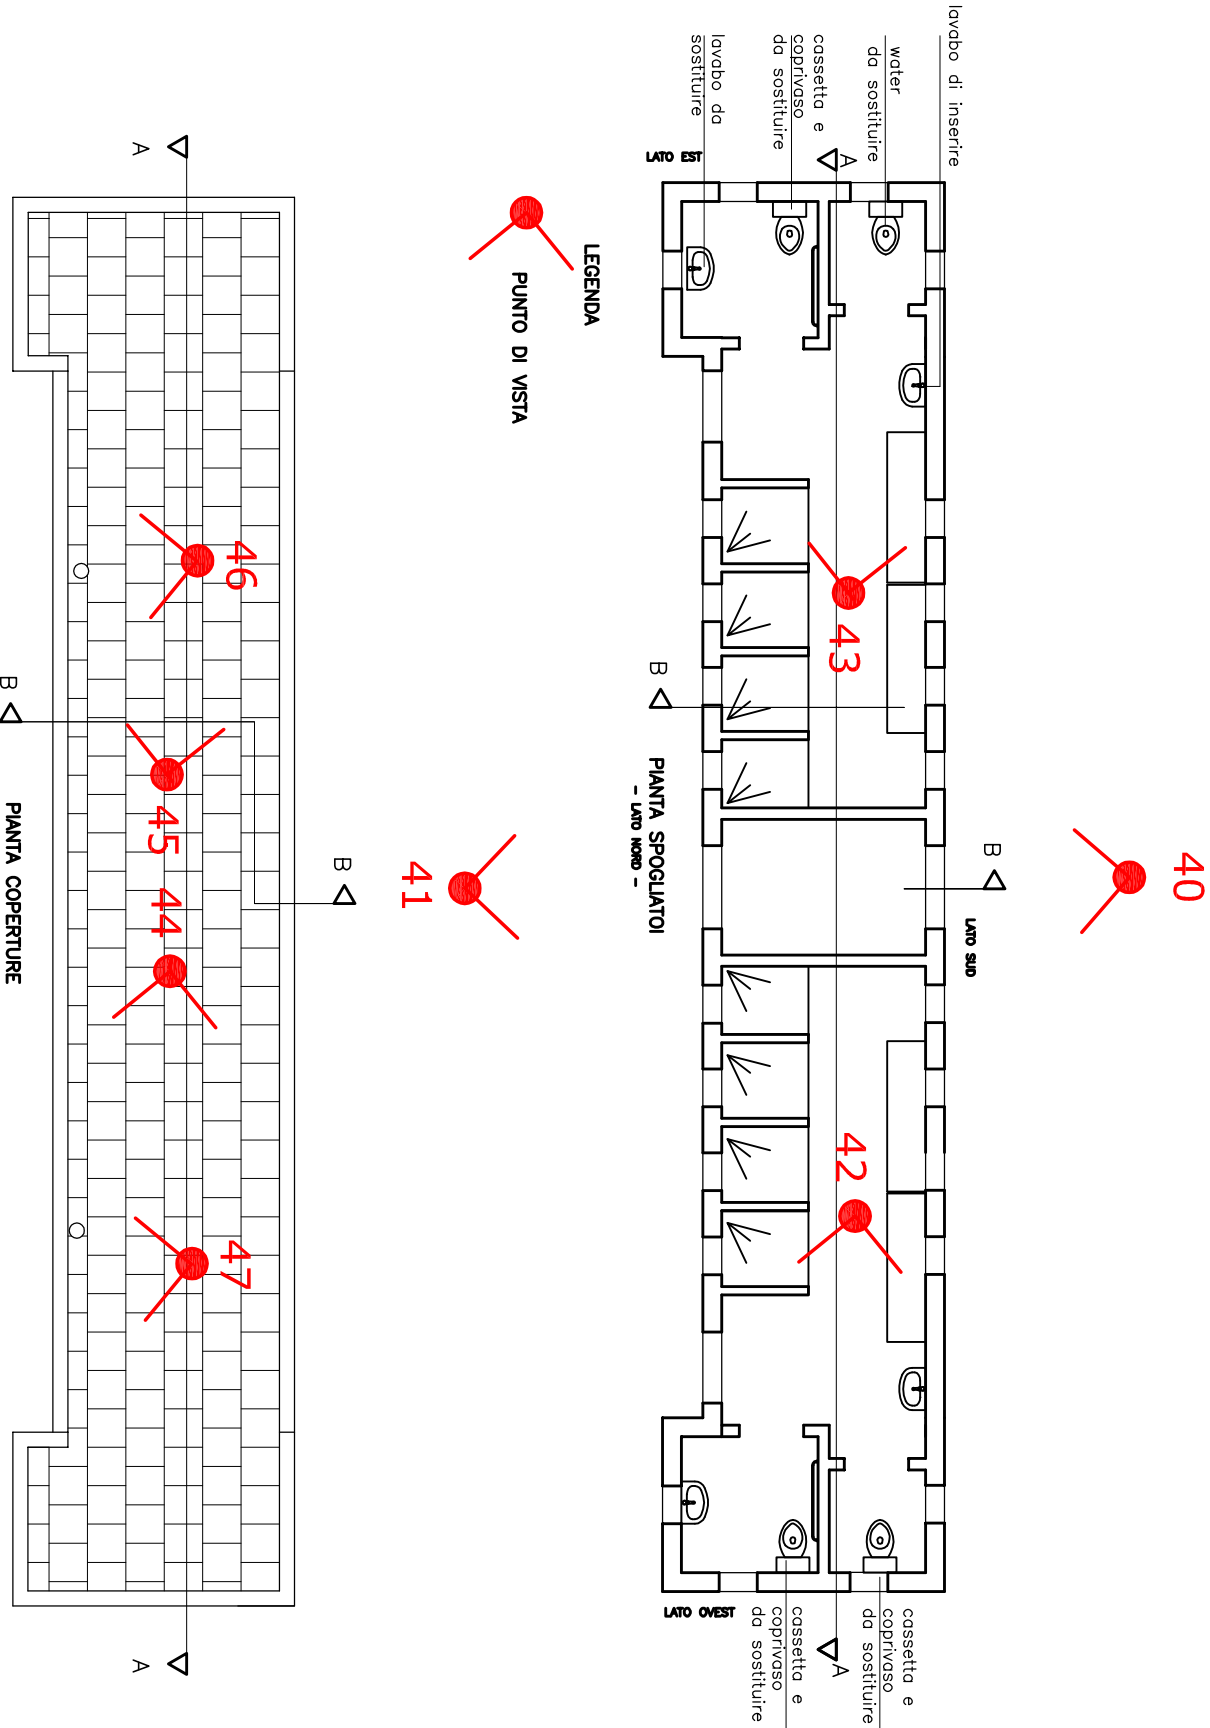 lavabo di inserire
water
da sostituire
cassetta e
coprivaso
da sostituire
lavabo da
sostituire
LATO EST
A
40
LATO SUD
B
43
42
B
PIANTA SPOGLIATOI
- LATO NORD -
LATO OVEST
A
cassetta e
coprivaso
da sostituire
cassetta e
coprivaso
da sostituire
LEGENDA
PUNTO DI VISTA
41
A
46
B
45
44
47
B
A
PIANTA COPERTURE